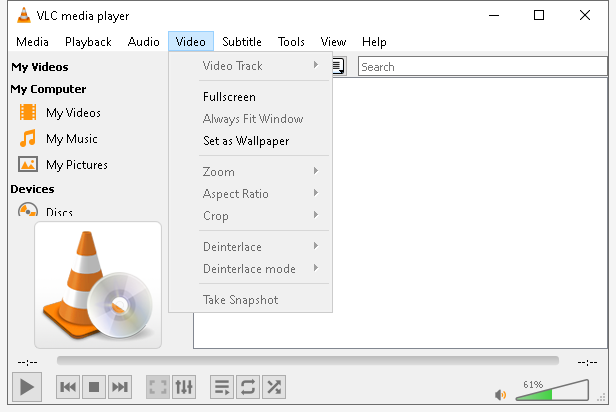 VLC media player
Media Playback Audio Video Subtitle Tools View Help
My Videos
My Computer
My Videos
My Music
My Pictures
Devices
Discs
Video Track
Fullscreen
Always Fit Window
Set as Wallpaper
Zoom
Aspect Ratio
Crop
Deinterlace
Deinterlace mode
Take Snapshot
Search
--:-- --:--
61%